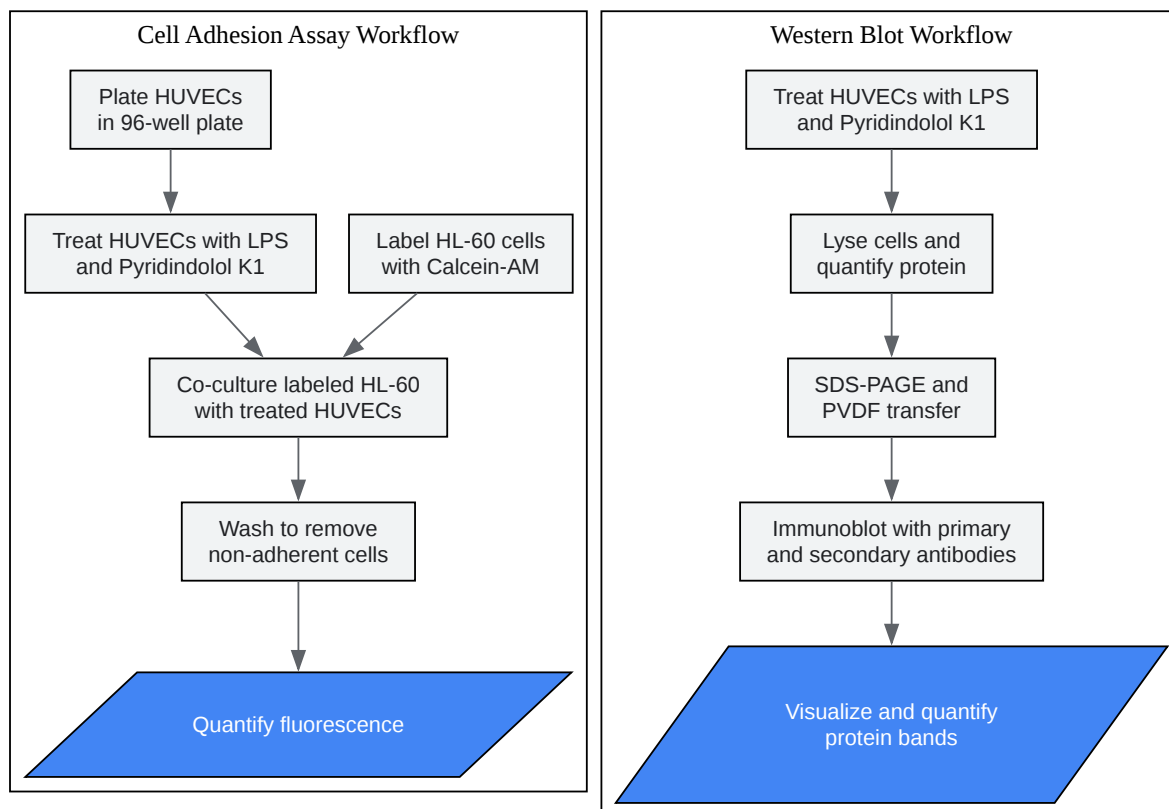 Cell Adhesion Assay Workflow
Plate HUVECs
in 96-well plate
Treat HUVECs with LPS
and Pyridindolol K1
Label HL-60 cells
with Calcein-AM
Co-culture labeled HL-60
with treated HUVECs
Wash to remove
non-adherent cells
Quantify fluorescence
Western Blot Workflow
Treat HUVECs with LPS
and Pyridindolol K1
Lyse cells and
quantify protein
SDS-PAGE and
PVDF transfer
Immunoblot with primary
and secondary antibodies
Visualize and quantify
protein bands